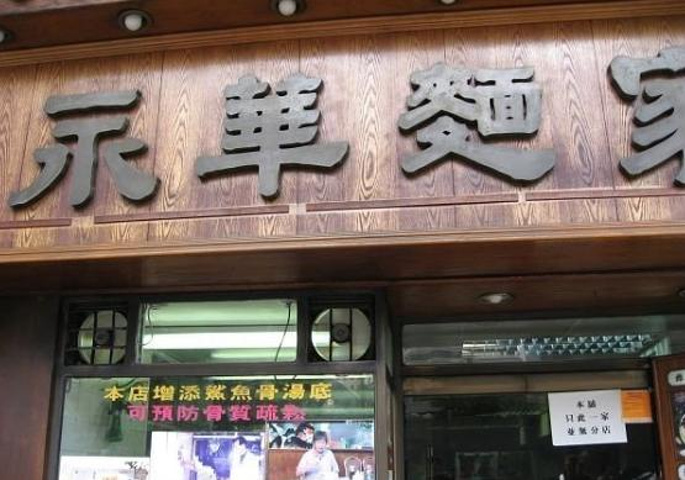 永華麵家
本店增添鯊魚骨湯底
可預防骨質疏鬆
本舖
只此一家
並無分店